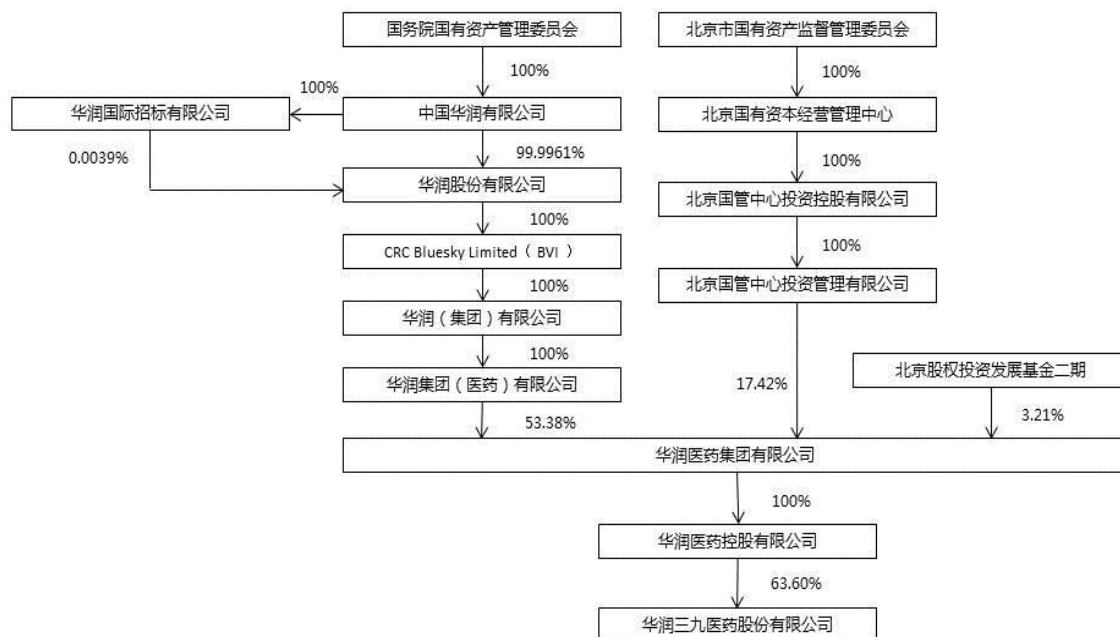 国务院国有资产管理委员会
北京市国有资产监督管理委员会
100%
100%
100%
华润国际招标有限公司
中国华润有限公司
北京国有资本经营管理中心
0.0039%
99.9961%
100%
华润股份有限公司
北京国管中心投资控股有限公司
100%
100%
CRC Bluesky Limited（ BVI ）
100%
北京国管中心投资管理有限公司
华润（集团）有限公司
100%
华润集团（医药）有限公司
17.42%
北京股权投资发展基金二期
53.38%
3.21%
华润医药集团有限公司
100%
华润医药控股有限公司
63.60%
华润三九医药股份有限公司